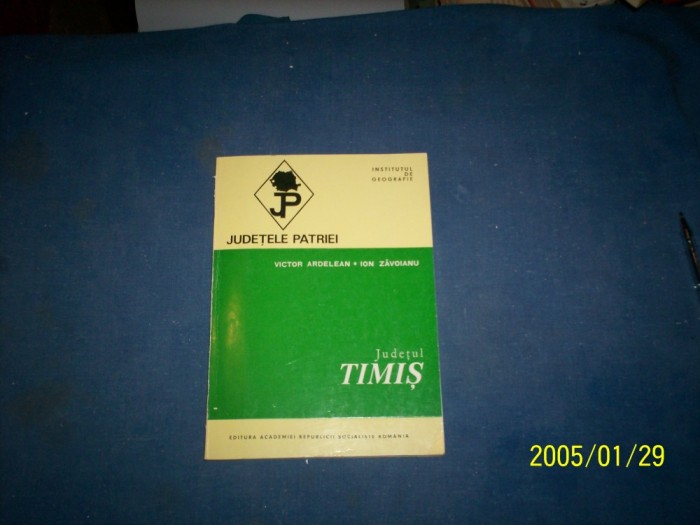 INSTITUTUL
DE
GEOGRAFIE
JP
JUDEȚELE PATRIEI
VICTOR ARDELEAN • ION ZĂVOIANU
Județul
TIMIȘ
EDITURA ACADEMIEI REPUBLICII SOCIALISTE ROMÂNIA
2005/01/29